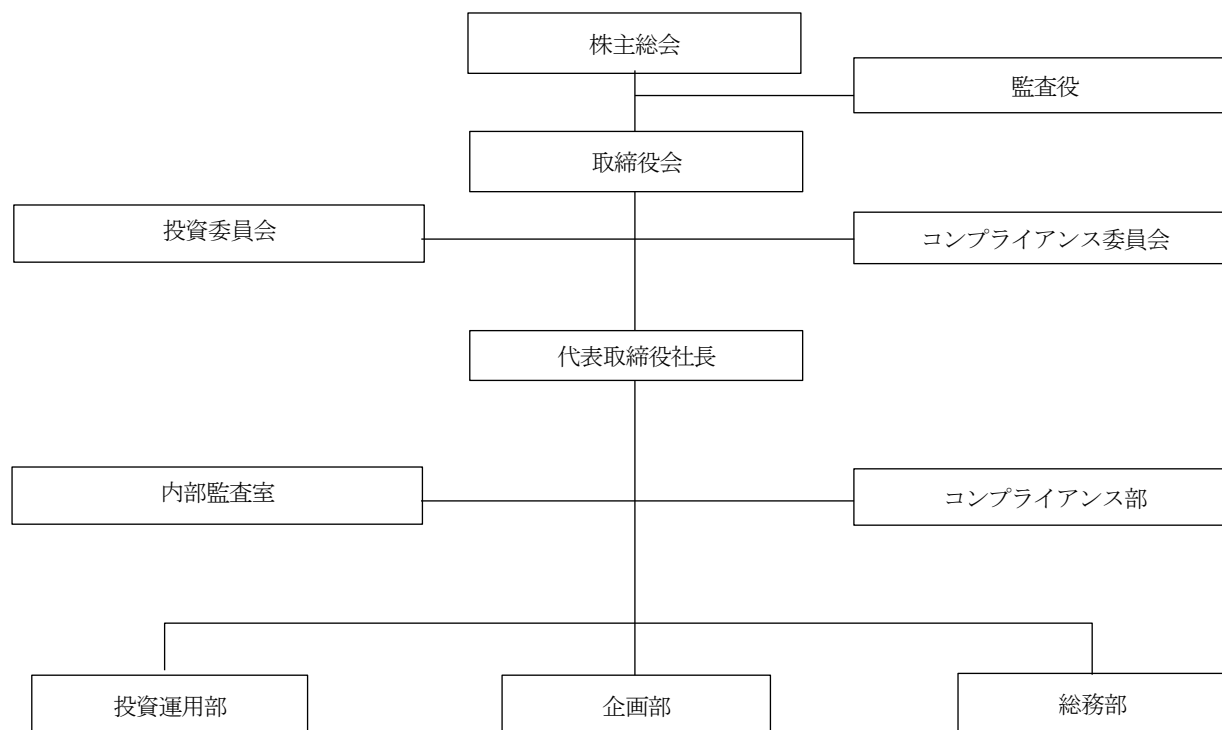 株主総会
監査役
取締役会
投資委員会
コンプライアンス委員会
代表取締役社長
内部監査室
コンプライアンス部
投資運用部
企画部
総務部